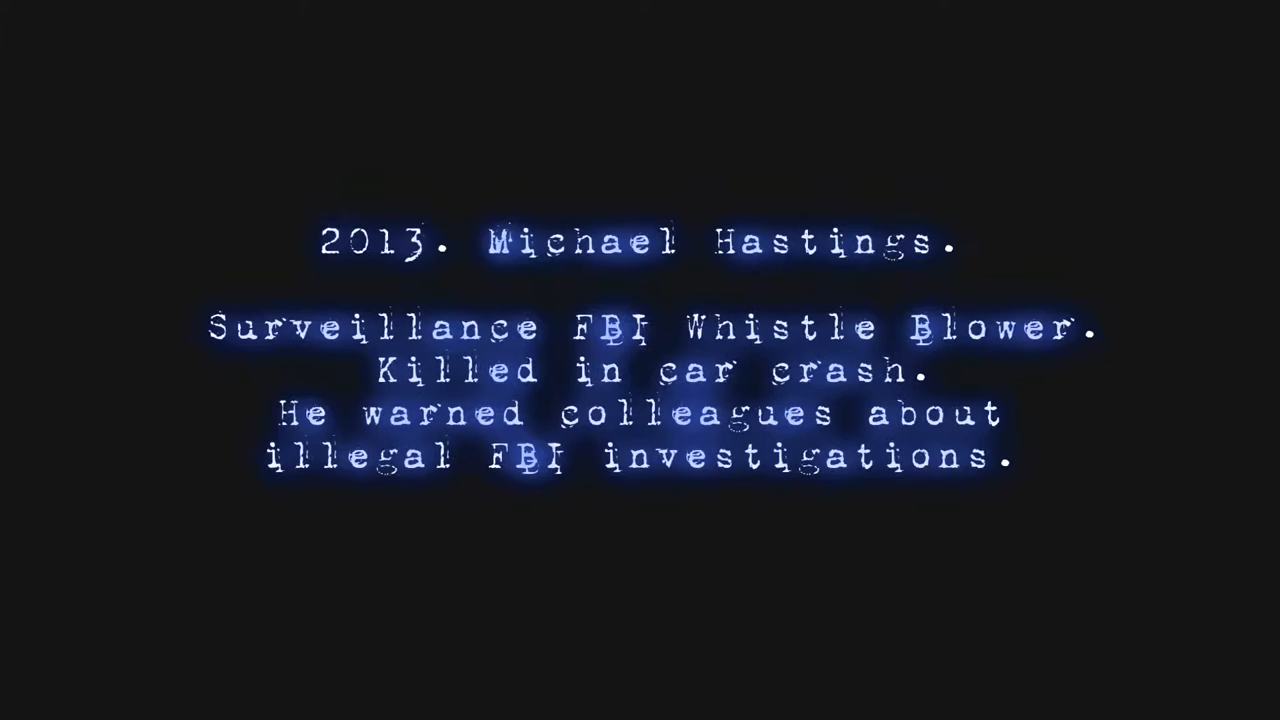 2013. Michael Hastings.
Surveillance FBI Whistle Blower.
Killed in car crash.
He warned colleagues about
illegal FBI investigations.